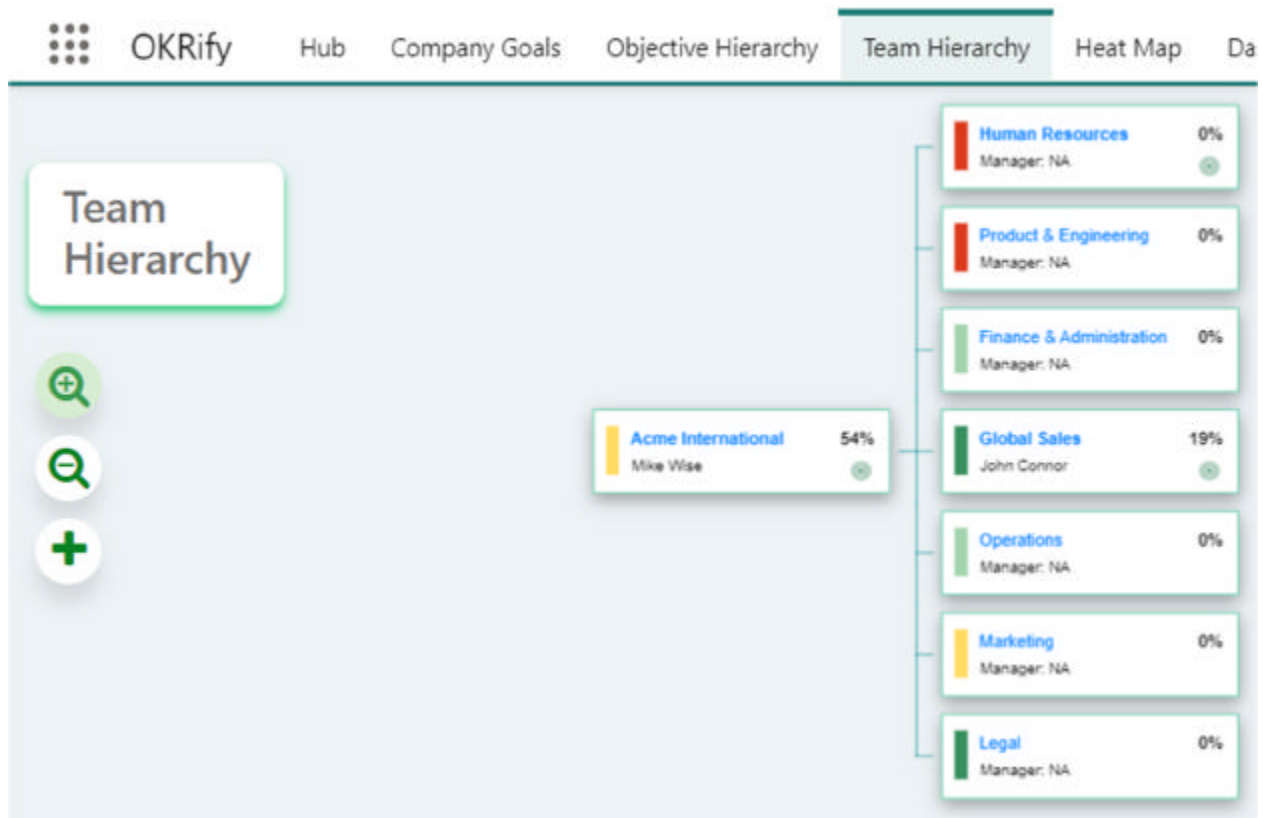 OKRify Hub Company Goals Objective Hierarchy Team Hierarchy Heat Map Da
Team
Hierarchy
Acme International 54%
Mike Wise
Human Resources 0%
Manager: NA
Product & Engineering 0%
Manager: NA
Finance & Administration 0%
Manager: NA
Global Sales 19%
John Connor
Operations 0%
Manager: NA
Marketing 0%
Manager: NA
Legal 0%
Manager: NA